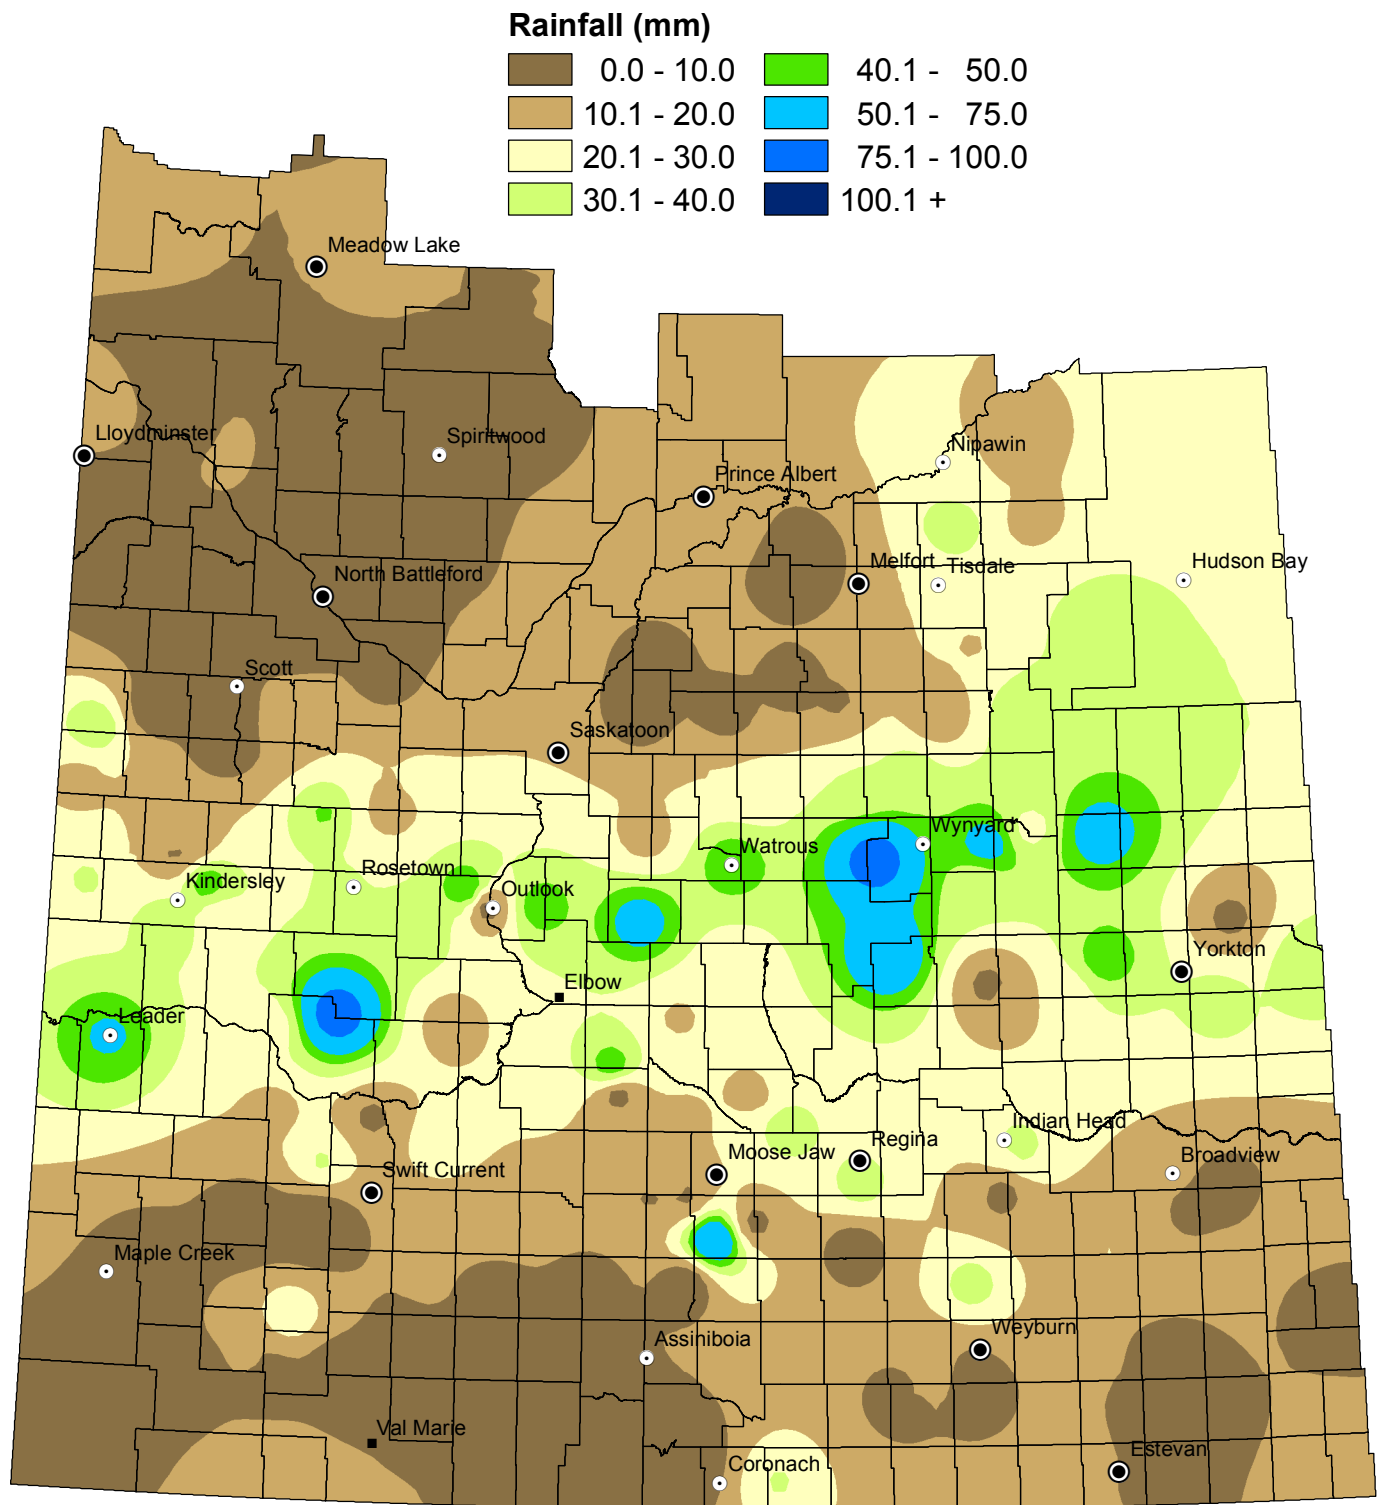 Rainfall (mm)
0.0 - 10.0 40.1 - 50.0
10.1 - 20.0 50.1 - 75.0
20.1 - 30.0 75.1 - 100.0
30.1 - 40.0 100.1 +
Meadow Lake
Lloydminster
Spiritwood
Nipawin
Prince Albert
North Battleford
Melfort
Tisdale
Hudson Bay
Scott
Saskatoon
Wynyard
Watrous
Kindersley
Rosetown
Outlook
Yorkton
Elbow
Leader
Indian Head
Regina
Moose Jaw
Broadview
Swift Current
Maple Creek
Weyburn
Assiniboia
Val Marie
Estevan
Coronach